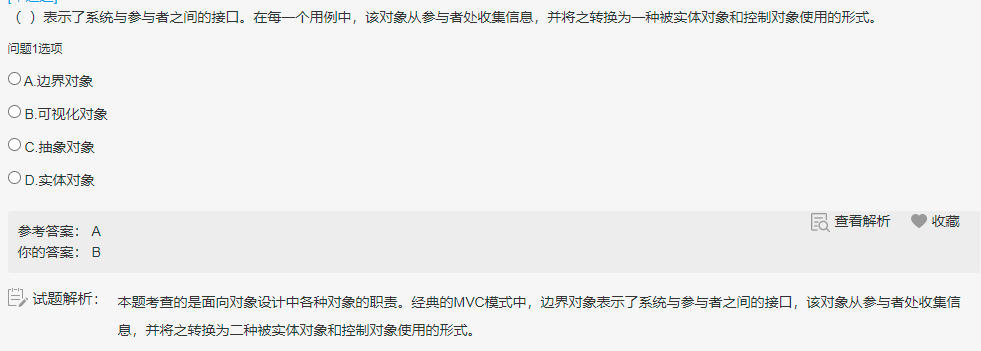 （ ）表示了系统与参与者之间的接口。在每一个用例中，该对象从参与者处收集信息，并将之转换为一种被实体对象和控制对象使用的形式。
问题1选项
A.边界对象
B.可视化对象
C.抽象对象
D.实体对象
查看解析 收藏
参考答案： A
你的答案： B
试题解析： 本题考查的是面向对象设计中各种对象的职责。经典的MVC模式中，边界对象表示了系统与参与者之间的接口，该对象从参与者处收集信
息，并将之转换为二种被实体对象和控制对象使用的形式。